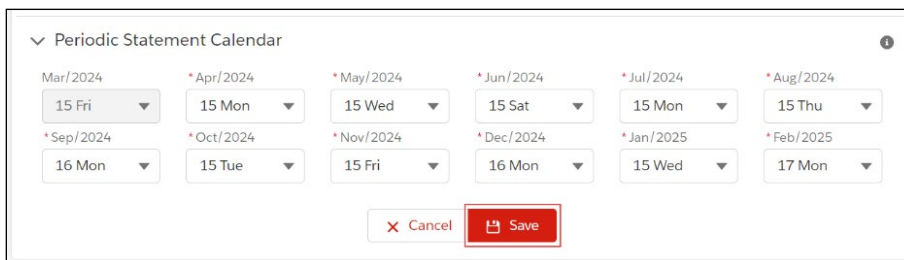 Periodic Statement Calendar
Mar/2024 * Apr/2024 * May/2024 * Jun/2024 * Jul/2024 * Aug/2024
15 Fri 15 Mon 15 Wed 15 Sat 15 Mon 15 Thu
* Sep/2024 * Oct/2024 * Nov/2024 * Dec/2024 * Jan/2025 * Feb/2025
16 Mon 15 Tue 15 Fri 16 Mon 15 Wed 17 Mon
Cancel Save